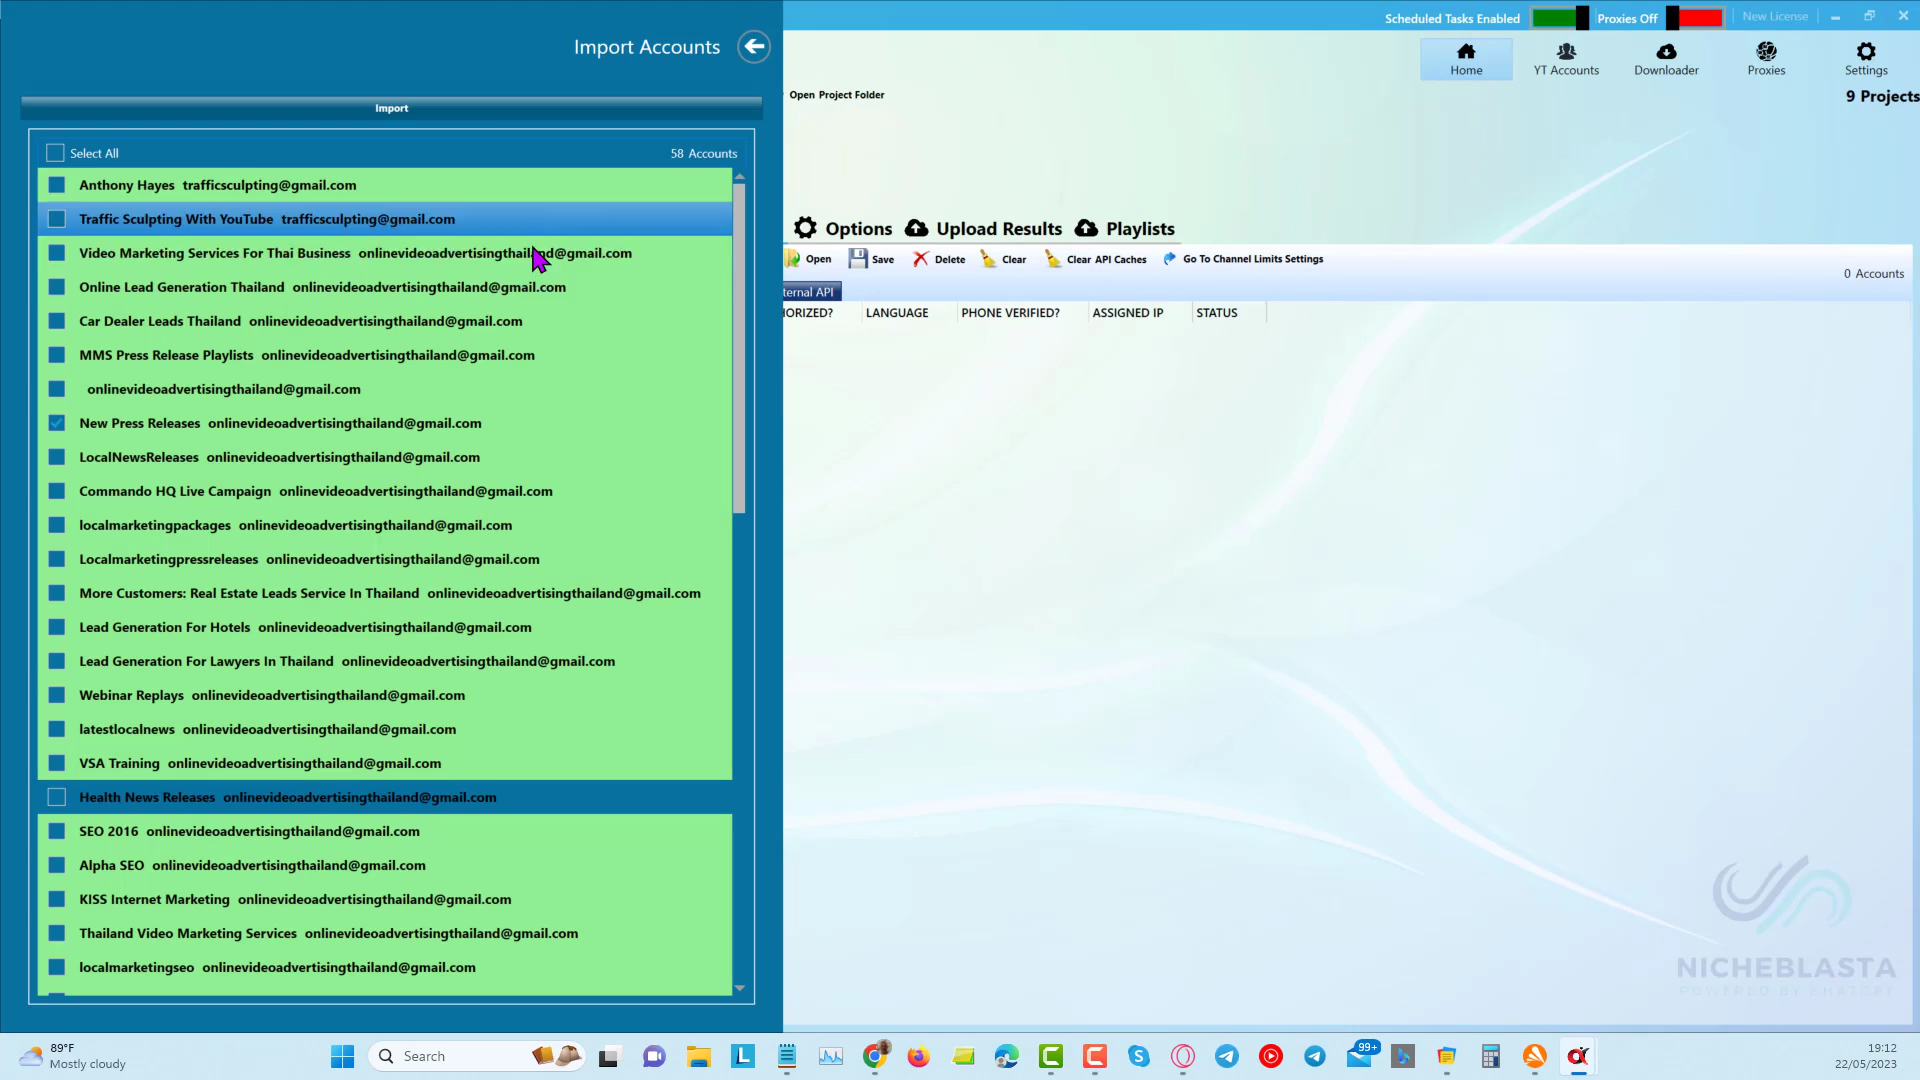 Import Accounts
Import
Select All
58 Accounts
Anthony Hayes trafficsculpting@gmail.com
Traffic Sculpting With YouTube trafficsculpting@gmail.com
Video Marketing Services For Thai Business onlinevideoadvertisingthailand@gmail.com
Online Lead Generation Thailand onlinevideoadvertisingthailand@gmail.com
Car Dealer Leads Thailand onlinevideoadvertisingthailand@gmail.com
MMS Press Release Playlists onlinevideoadvertisingthailand@gmail.com
onlinevideoadvertisingthailand@gmail.com
New Press Releases onlinevideoadvertisingthailand@gmail.com
LocalNewsReleases onlinevideoadvertisingthailand@gmail.com
Commando HQ Live Campaign onlinevideoadvertisingthailand@gmail.com
localmarketingpackages onlinevideoadvertisingthailand@gmail.com
Localmarketingpressreleases onlinevideoadvertisingthailand@gmail.com
More Customers: Real Estate Leads Service In Thailand onlinevideoadvertisingthailand@gmail.com
Lead Generation For Hotels onlinevideoadvertisingthailand@gmail.com
Lead Generation For Lawyers In Thailand onlinevideoadvertisingthailand@gmail.com
Webinar Replays onlinevideoadvertisingthailand@gmail.com
latestlocalnews onlinevideoadvertisingthailand@gmail.com
VSA Training onlinevideoadvertisingthailand@gmail.com
Health News Releases onlinevideoadvertisingthailand@gmail.com
SEO 2016 onlinevideoadvertisingthailand@gmail.com
Alpha SEO onlinevideoadvertisingthailand@gmail.com
KISS Internet Marketing onlinevideoadvertisingthailand@gmail.com
Thailand Video Marketing Services onlinevideoadvertisingthailand@gmail.com
localmarketingseo onlinevideoadvertisingthailand@gmail.com
Scheduled Tasks Enabled
Proxies Off
New License
Home
YT Accounts
Downloader
Proxies
Settings
Open Project Folder
9 Projects
Options
Upload Results
Playlists
Open
Save
Delete
Clear
Clear API Caches
Go To Channel Limits Settings
0 Accounts
ternal API
HORIZED?
LANGUAGE
PHONE VERIFIED?
ASSIGNED IP
STATUS
NICHEBLASTA
POWERED BY CHATGPT
89°F
Mostly cloudy
Search
99+
19:12
22/05/2023